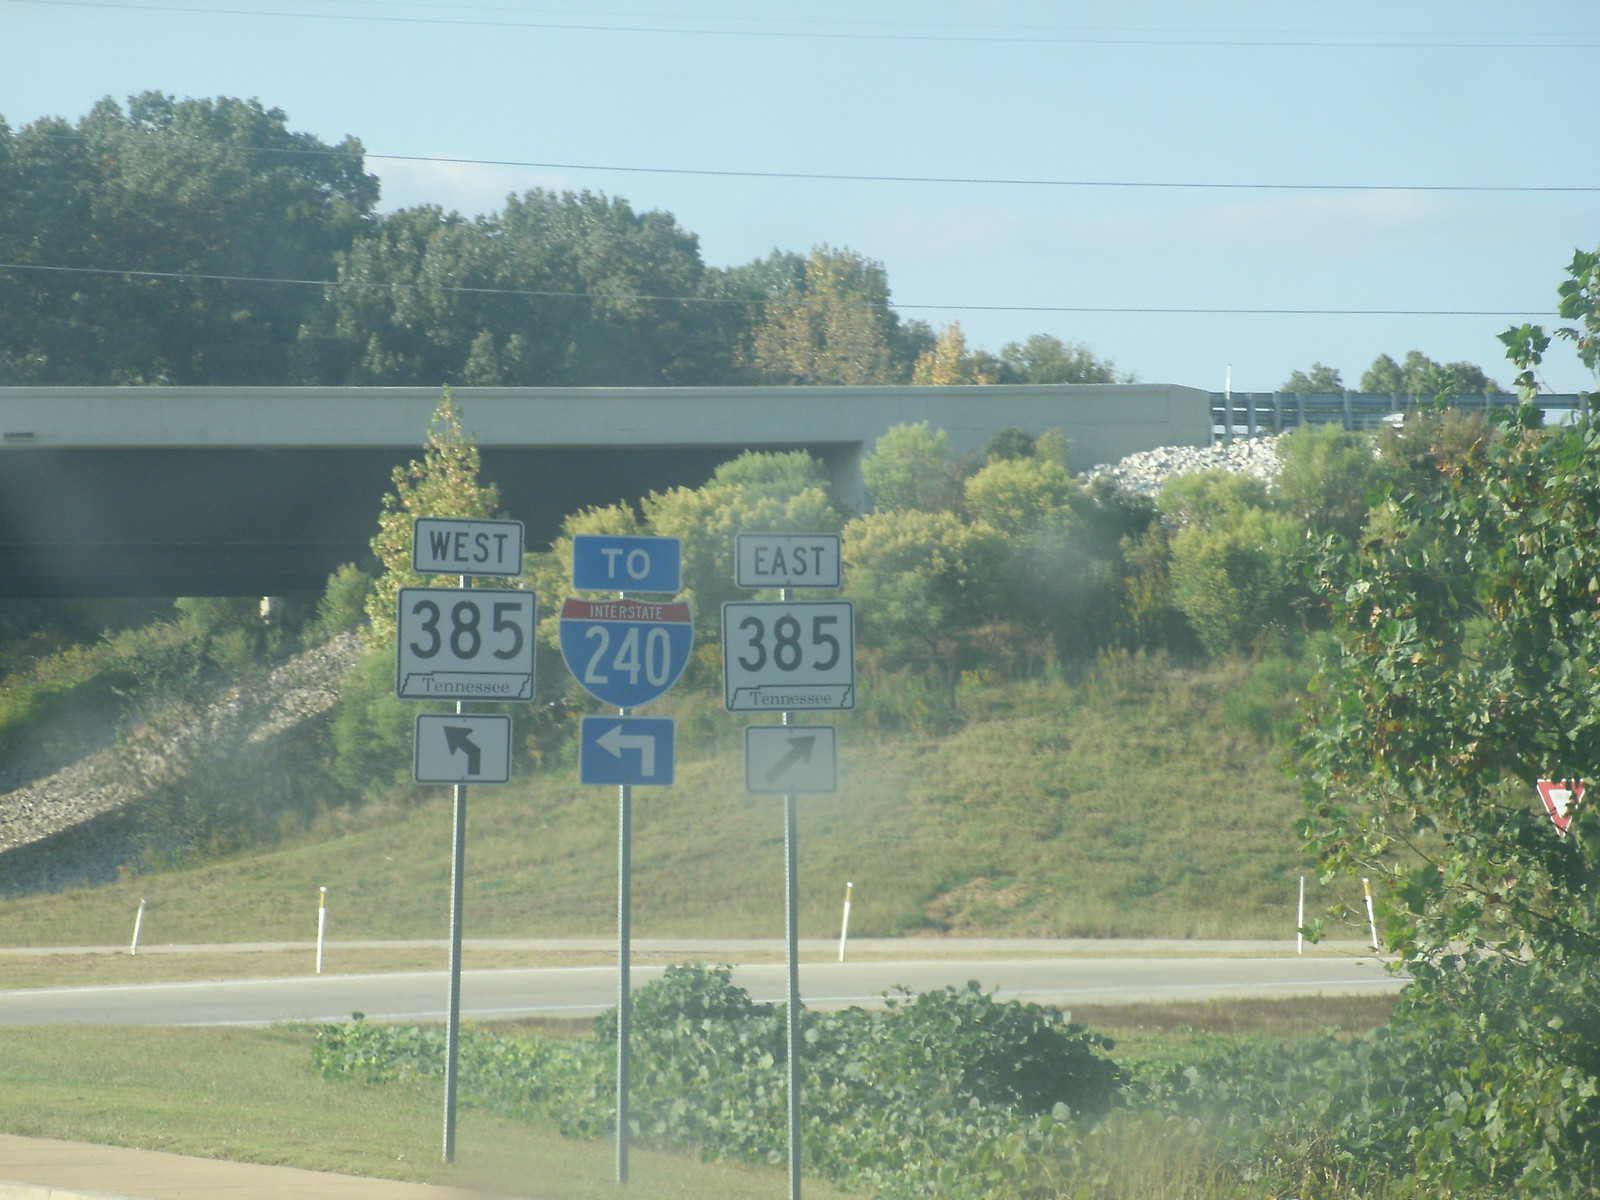 WEST
385
Tennessee
TO
INTERSTATE
240
EAST
385
Tennessee